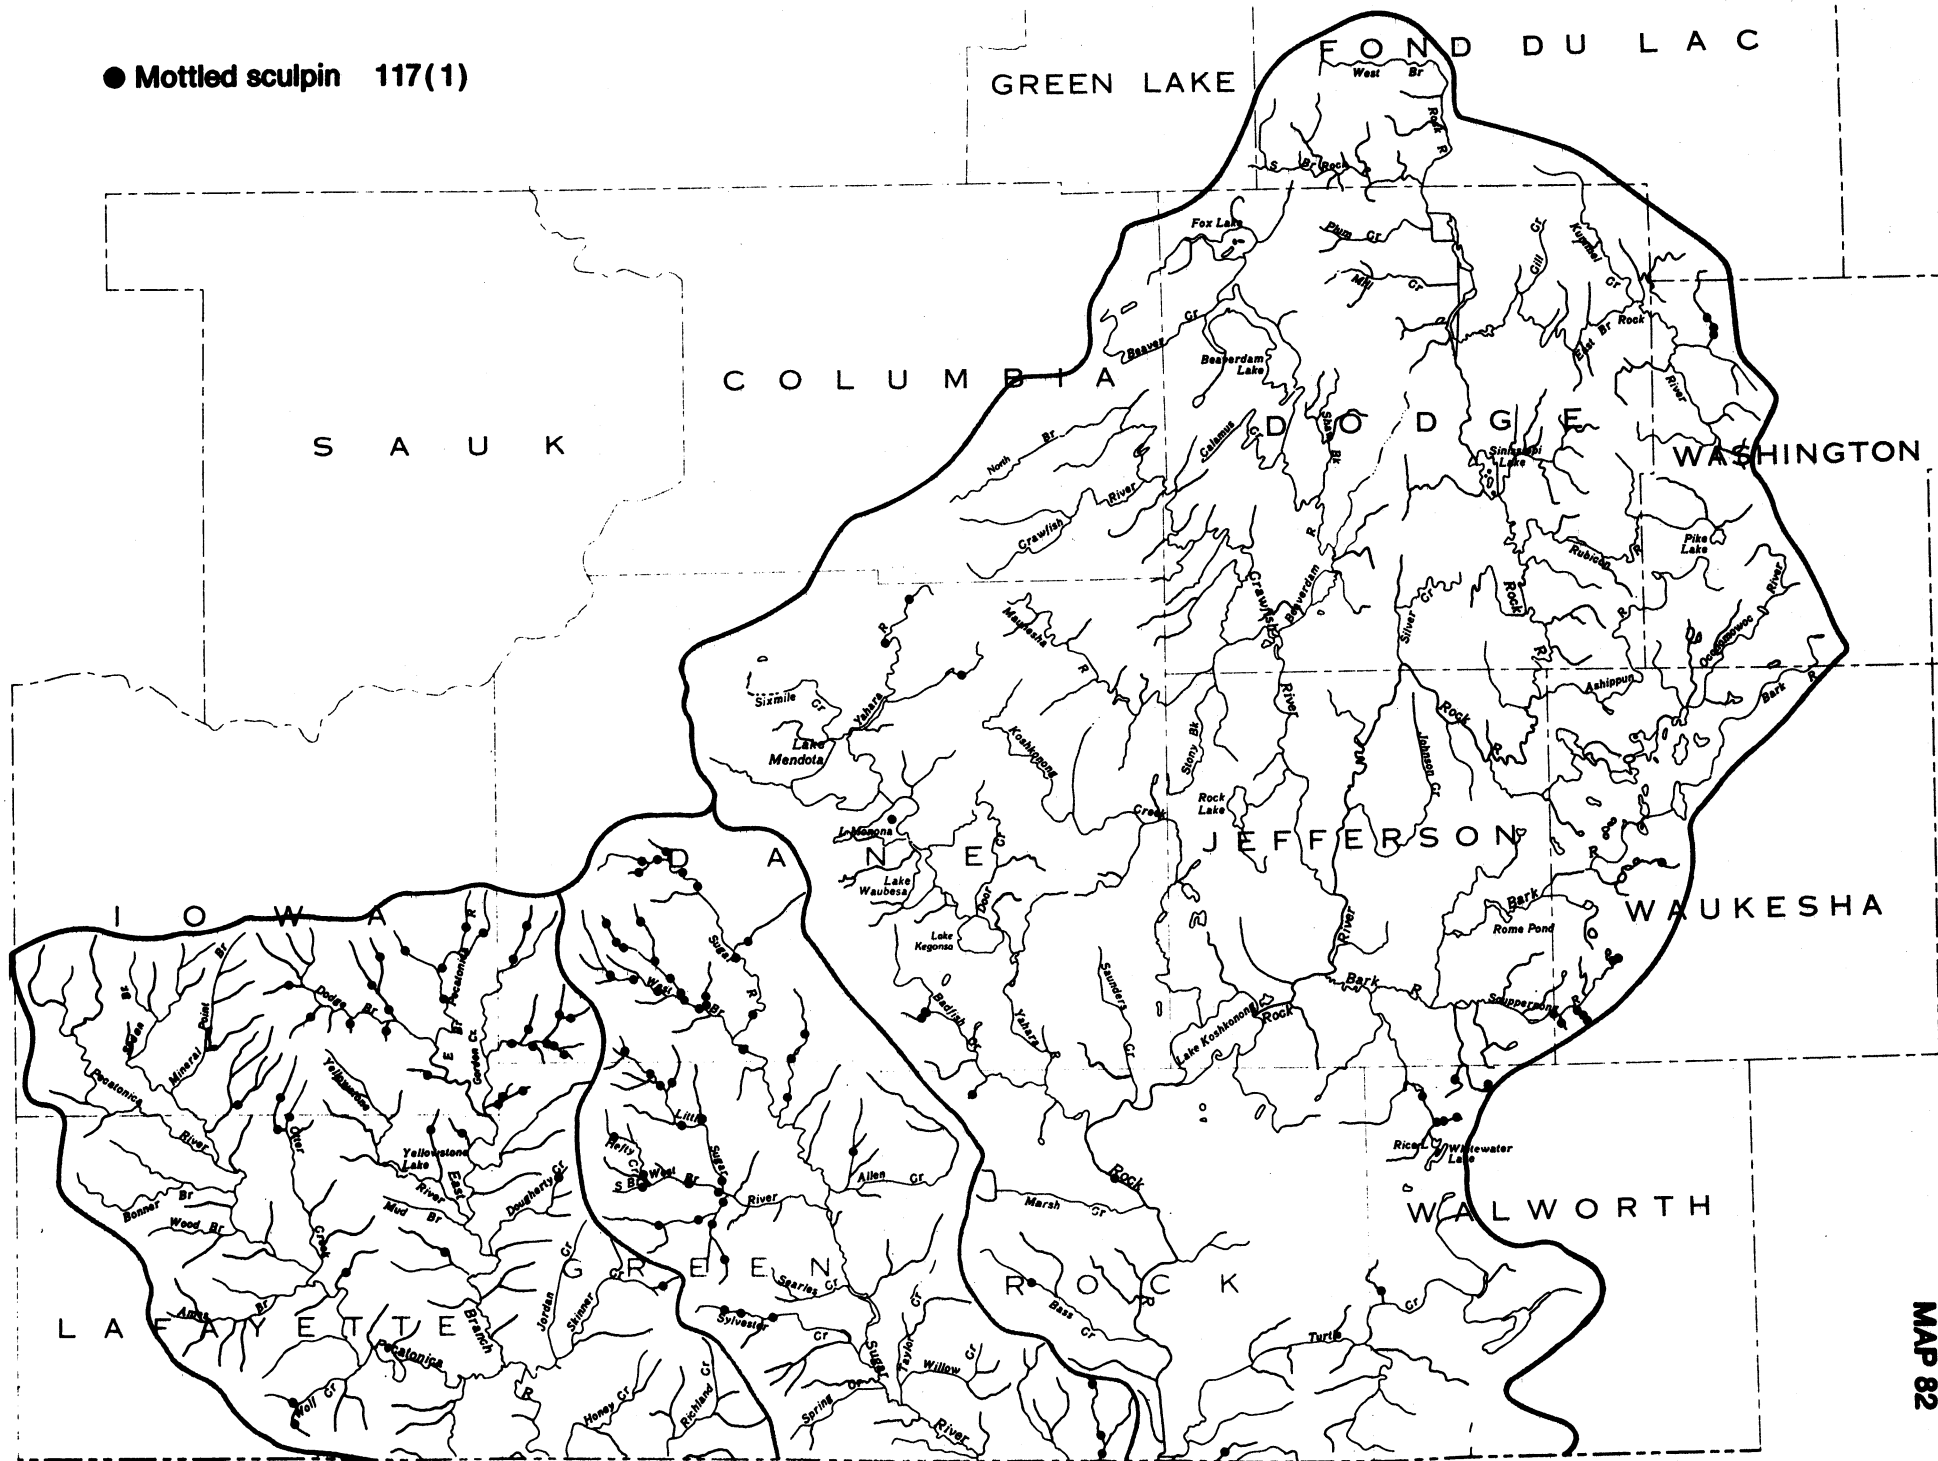 ● Mottled sculpin 117(1)
FOND DU LAC
GREEN LAKE
West Br
Rock R
S Br Rock
Fox Lake
Plum Cr
Mill Cr
Gill Cr
Kummel Cr
East Br Rock
River
Beaver Cr
Beaverdam
Lake
COLUMBIA
SAUK
DODGE
WASHINGTON
North Br
Calamus Cr
Shaw Bk
Sinissippi
Lake
Crawfish River
Rubicon R
Pike
Lake
Crawfish
Beaverdam R
Silver Cr
Rock
R
Maunesha R
Oconomowoc River
Ashippun R
Bark R
Sixmile Cr
Yahara R
Lake
Mendota
Koshkonong
Creek
Stony Bk
River
Johnson Cr
Rock R
Rock
Lake
JEFFERSON
L. Monona
DANE
Lake
Waubesa
Door Cr
Lake
Kegonsa
Bark R
Rome Pond
WAUKESHA
River
Bark R
Scuppernong R
IOWA
Sugar R
West Br
Badfish Cr
Yahara R
Saunders Cr
Lake Koshkonong
Rock
Dodge Br
Pecatonica R
E Br
Gordon Cr
Mineral Point Br
Pecatonica
River
Yellowstone
Otter
Creek
Yellowstone
Lake
River
East
Branch
Dougherty Cr
Bonner Br
Wood Br
Mud Br
Little
Sugar
Hefty Cr
S Br
West Br
River
Allen Cr
Rice L
Whitewater
Lake
Rock
R
Marsh Cr
WALWORTH
GREEN
ROCK
Searles Cr
Jordan Cr
Skinner Cr
Sylvester Cr
Bass Cr
Turtle Cr
Ames Br
LAFAYETTE
Pecatonica
R
Wolf Cr
Honey Cr
Richland Cr
Spring Cr
Sugar
River
Taylor Cr
Willow Cr
MAP 82